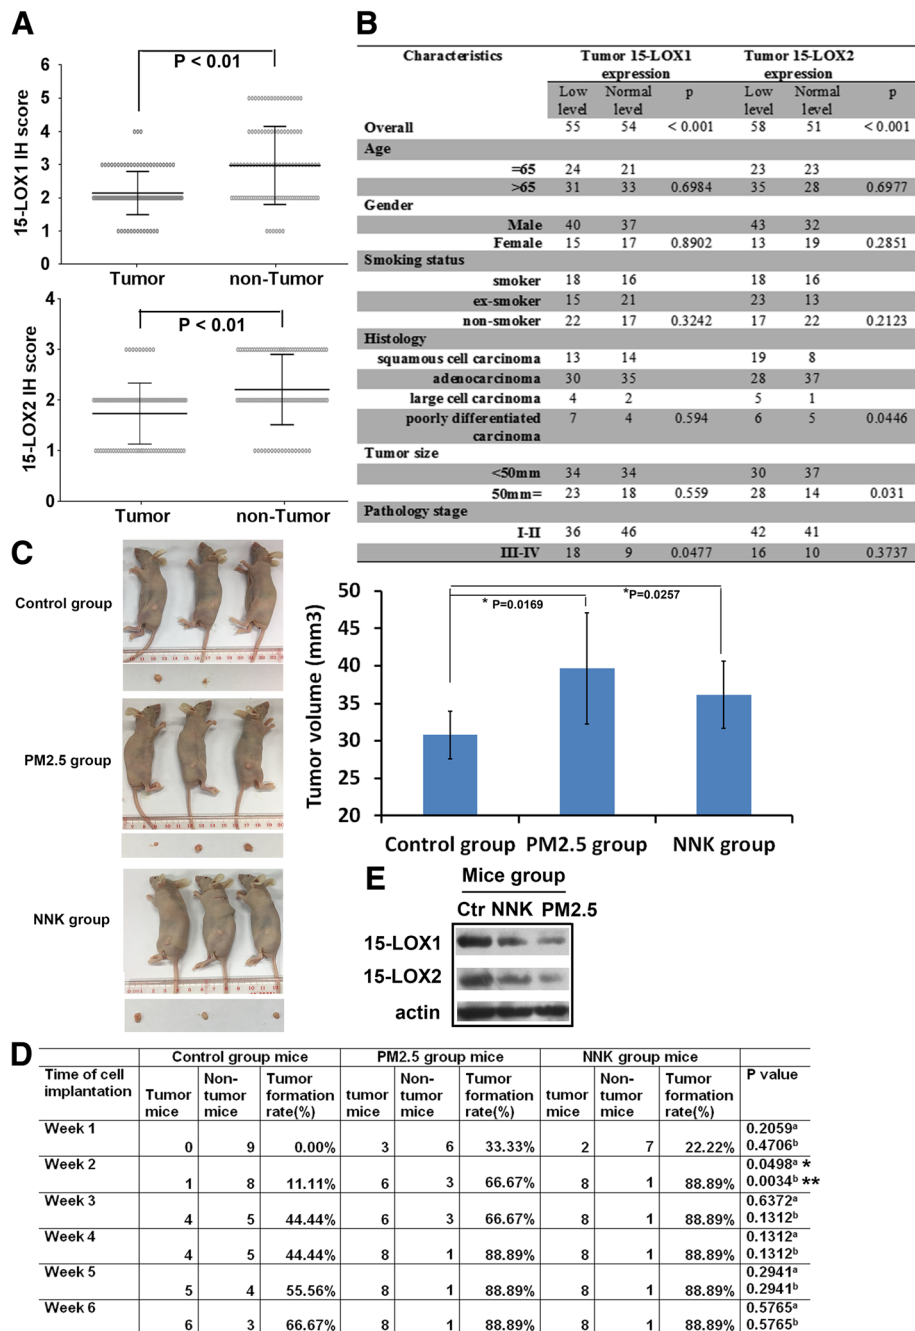 A
P < 0.01
6
5
4
3
2
1
0
15-LOX1 IH score
Tumor non-Tumor
P < 0.01
4
3
2
1
0
15-LOX2 IH score
Tumor non-Tumor
B
Characteristics Tumor 15-LOX1 expression Tumor 15-LOX2 expression
Low level Normal level p Low level Normal level p
Overall 55 54 < 0.001 58 51 < 0.001
Age
=65 24 21 23 23
>65 31 33 0.6984 35 28 0.6977
Gender
Male 40 37 43 32
Female 15 17 0.8902 13 19 0.2851
Smoking status
smoker 18 16 18 16
ex-smoker 15 21 23 13
non-smoker 22 17 0.3242 17 22 0.2123
Histology
squamous cell carcinoma 13 14 19 8
adenocarcinoma 30 35 28 37
large cell carcinoma 4 2 5 1
poorly differentiated carcinoma 7 4 0.594 6 5 0.0446
Tumor size
<50mm 34 34 30 37
50mm= 23 18 0.559 28 14 0.031
Pathology stage
I-II 36 46 42 41
III-IV 18 9 0.0477 16 10 0.3737
C
Control group
PM2.5 group
NNK group
Tumor volume (mm3)
50
45
40
35
30
25
20
* P=0.0169
*P=0.0257
Control group PM2.5 group NNK group
E
Mice group
Ctr NNK PM2.5
15-LOX1
15-LOX2
actin
D
Control group mice PM2.5 group mice NNK group mice
Time of cell implantation Tumor mice Non-tumor mice Tumor formation rate(%) tumor mice Non-tumor mice Tumor formation rate(%) tumor mice Non-tumor mice Tumor formation rate(%) P value
Week 1 0 9 0.00% 3 6 33.33% 2 7 22.22% 0.2059a 0.4706b
Week 2 1 8 11.11% 6 3 66.67% 8 1 88.89% 0.0498a * 0.0034b **
Week 3 4 5 44.44% 6 3 66.67% 8 1 88.89% 0.6372a 0.1312b
Week 4 4 5 44.44% 8 1 88.89% 8 1 88.89% 0.1312a 0.1312b
Week 5 5 4 55.56% 8 1 88.89% 8 1 88.89% 0.2941a 0.2941b
Week 6 6 3 66.67% 8 1 88.89% 8 1 88.89% 0.5765a 0.5765b